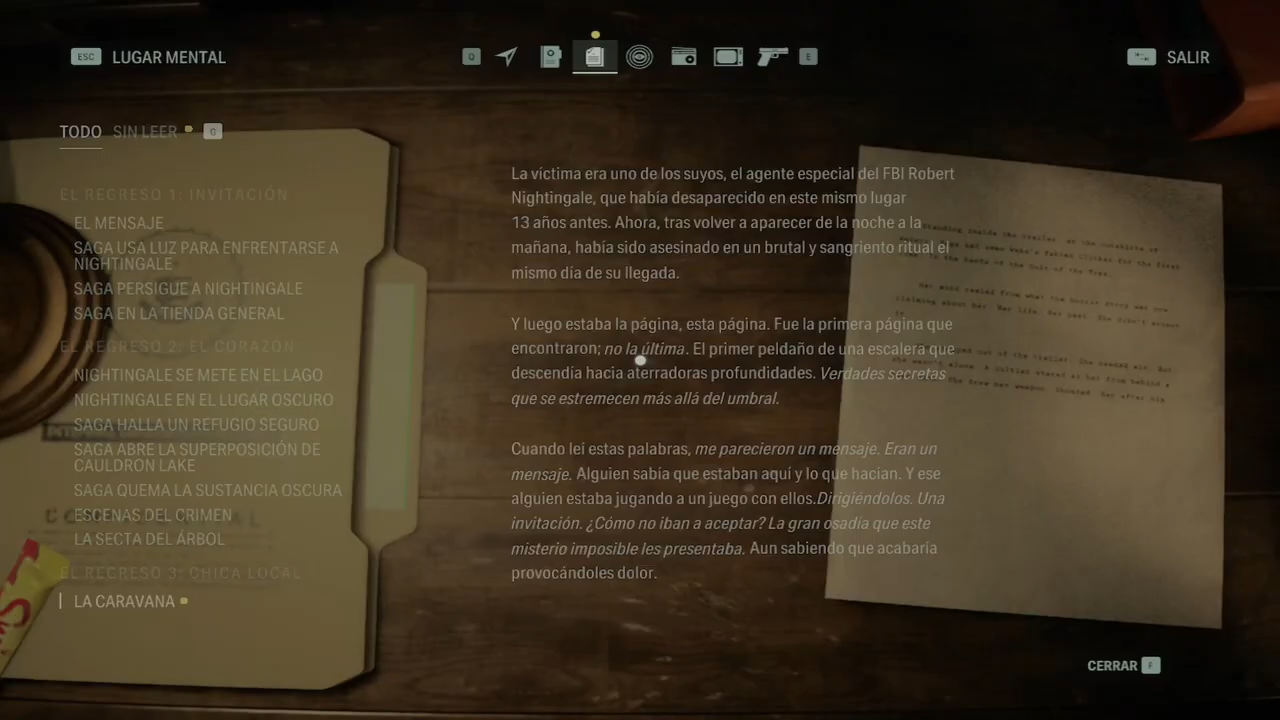 ESC LUGAR MENTAL
Q
E
SALIR
TODO SIN LEER G
EL REGRESO 1: INVITACIÓN
EL MENSAJE
SAGA USA LUZ PARA ENFRENTARSE A
NIGHTINGALE
SAGA PERSIGUE A NIGHTINGALE
SAGA EN LA TIENDA GENERAL
EL REGRESO 2: EL CORAZÓN
NIGHTINGALE SE METE EN EL LAGO
NIGHTINGALE EN EL LUGAR OSCURO
SAGA HALLA UN REFUGIO SEGURO
SAGA ABRE LA SUPERPOSICIÓN DE
CAULDRON LAKE
SAGA QUEMA LA SUSTANCIA OSCURA
ESCENAS DEL CRIMEN
LA SECTA DEL ÁRBOL
EL REGRESO 3: CHICA LOCAL
LA CARAVANA
La víctima era uno de los suyos, el agente especial del FBI Robert
Nightingale, que había desaparecido en este mismo lugar
13 años antes. Ahora, tras volver a aparecer de la noche a la
mañana, había sido asesinado en un brutal y sangriento ritual el
mismo día de su llegada.
Y luego estaba la página, esta página. Fue la primera página que
encontraron; no la última. El primer peldaño de una escalera que
descendía hacia aterradoras profundidades. Verdades secretas
que se estremecen más allá del umbral.
Cuando leí estas palabras, me parecieron un mensaje. Eran un
mensaje. Alguien sabía que estaban aquí y lo que hacían. Y ese
alguien estaba jugando a un juego con ellos.Dirigiéndolos. Una
invitación. ¿Cómo no iban a aceptar? La gran osadía que este
misterio imposible les presentaba. Aun sabiendo que acabaría
provocándoles dolor.
CERRAR F